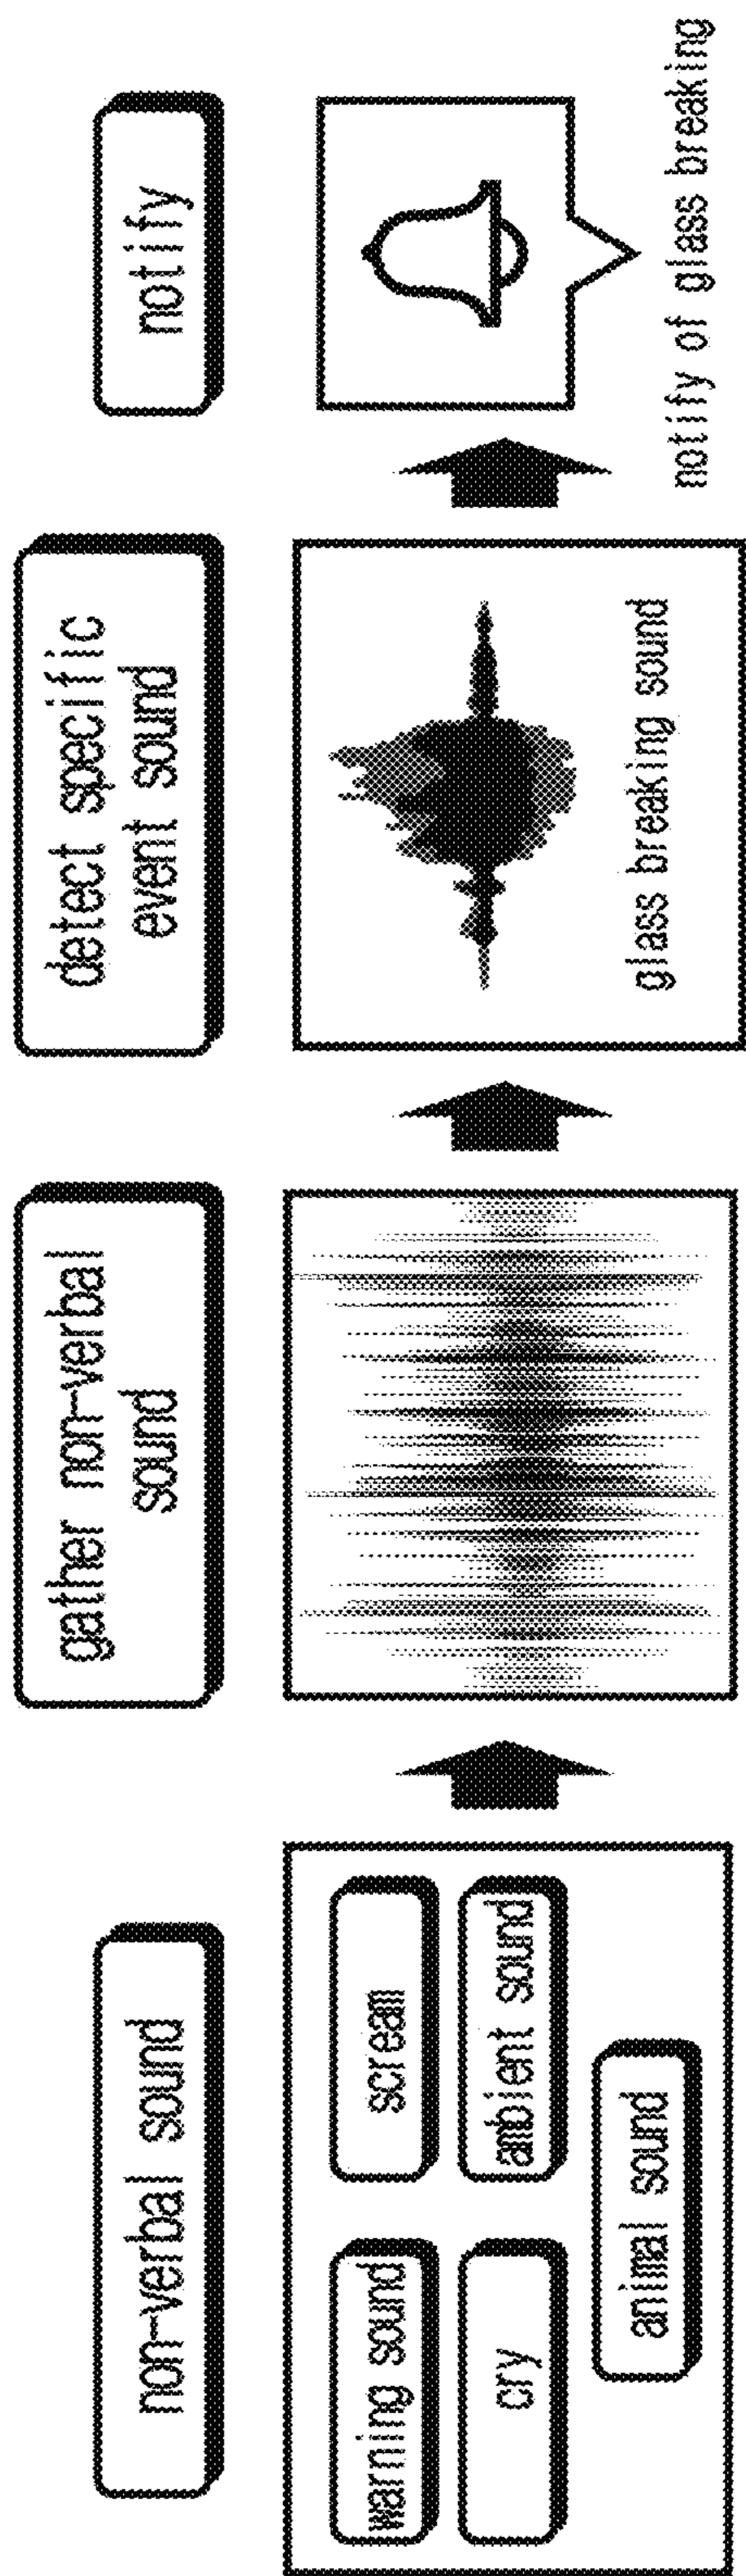 non-verbal sound
gather non-verbal
sound
detect specific
event sound
notify
warning sound
scream
cry
ambient sound
animal sound
glass breaking sound
notify of glass breaking